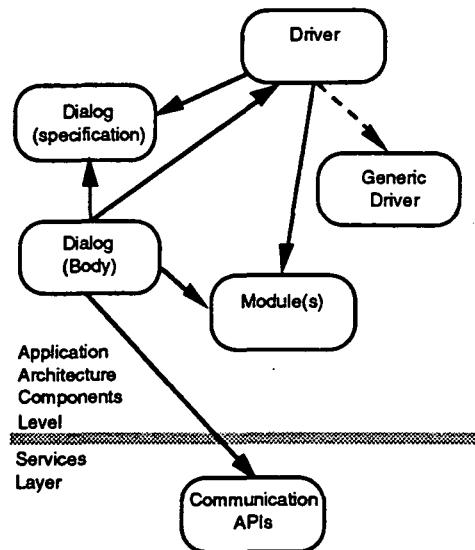 Driver
Dialog
(specification)
Generic
Driver
Dialog
(Body)
Module(s)
Application
Architecture
Components
Level
Services
Layer
Communication
APIs